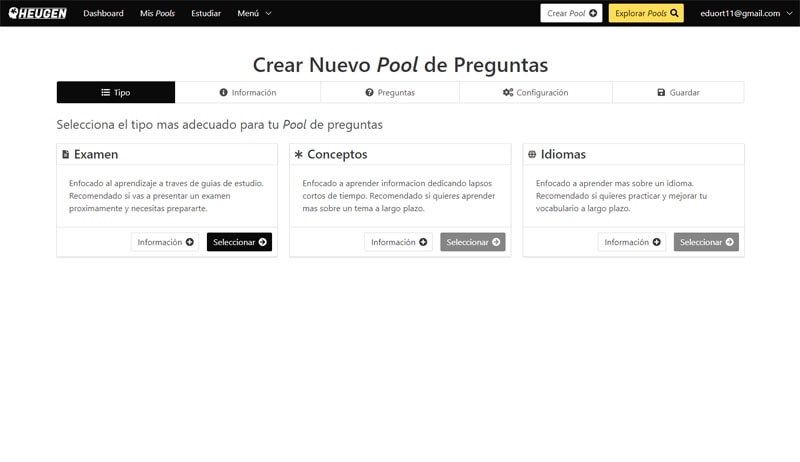 HEUGEN Dashboard Mis Pools Estudiar Menú Crear Pool Explorar Pools eduort11@gmail.com
Crear Nuevo Pool de Preguntas
Tipo Información Preguntas Configuración Guardar
Selecciona el tipo mas adecuado para tu Pool de preguntas
Examen
Enfocado al aprendizaje a traves de guias de estudio.
Recomendado si vas a presentar un examen
proximamente y necesitas prepararte.
Información Seleccionar
Conceptos
Enfocado a aprender informacion dedicando lapsos
cortos de tiempo. Recomendado si quieres aprender
mas sobre un tema a largo plazo.
Información Seleccionar
Idiomas
Enfocado a aprender mas sobre un idioma.
Recomendado si quieres practicar y mejorar tu
vocabulario a largo plazo.
Información Seleccionar